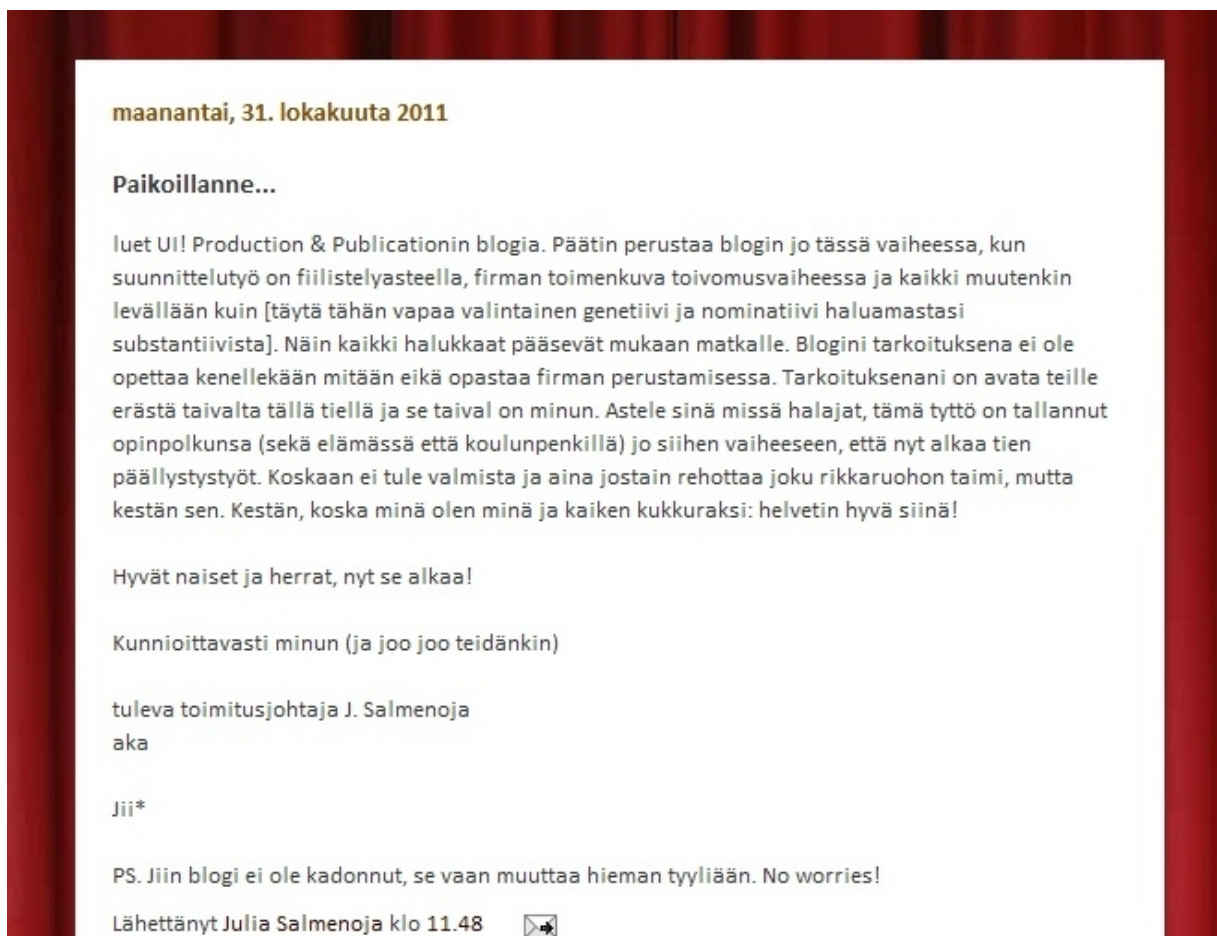 maanantai, 31. lokakuuta 2011
Paikoillanne...
luet UI! Production & Publicationin blogia. Päätin perustaa blogin jo tässä vaiheessa, kun
suunnittelutyö on fiilistelyasteella, firman toimenkuva toivomusvaiheessa ja kaikki muutenkin
levällään kuin [täytä tähän vapaa valintainen genetiivi ja nominatiivi haluamastasi
substantiivista]. Näin kaikki halukkaat pääsevät mukaan matkalle. Blogini tarkoituksena ei ole
opettaa kenellekään mitään eikä opastaa firman perustamisessa. Tarkoituksenani on avata teille
erästä taivalta tällä tiellä ja se taival on minun. Astele sinä missä halajat, tämä tyttö on tallannut
opinpolkunsa (sekä elämässä että koulunpenkillä) jo siihen vaiheeseen, että nyt alkaa tien
päällystystyöt. Koskaan ei tule valmista ja aina jostain rehottaa joku rikkaruohon taimi, mutta
kestän sen. Kestän, koska minä olen minä ja kaiken kukkuraksi: helvetin hyvä siinä!
Hyvät naiset ja herrat, nyt se alkaa!
Kunnioittavasti minun (ja joo joo teidänkin)
tuleva toimitusjohtaja J. Salmenoja
aka
Jii*
PS. Jiin blogi ei ole kadonnut, se vaan muuttaa hieman tyyliään. No worries!
Lähettänyt Julia Salmenoja klo 11.48